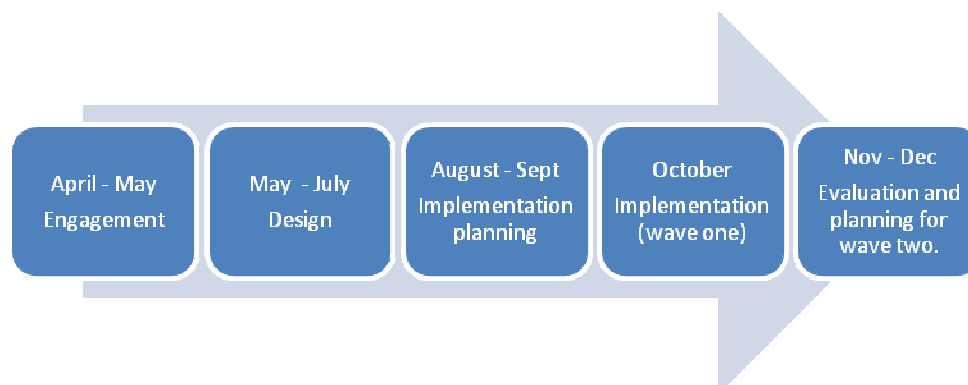 April - May
Engagement
May - July
Design
August - Sept
Implementation
planning
October
Implementation
(wave one)
Nov - Dec
Evaluation and
planning for
wave two.